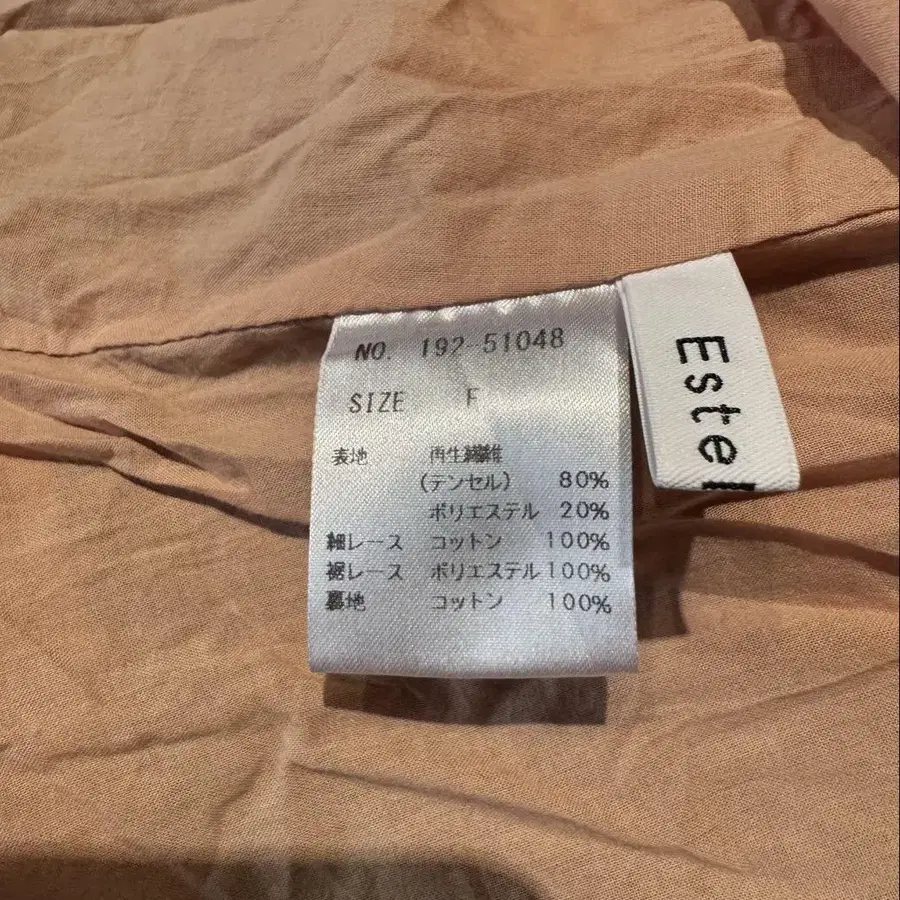 NO. 192-51048
SIZE F
表地 再生繊維
(テンセル) 80%
ポリエステル 20%
細レース コットン 100%
裾レース ポリエステル 100%
裏地 コットン 100%
Estel